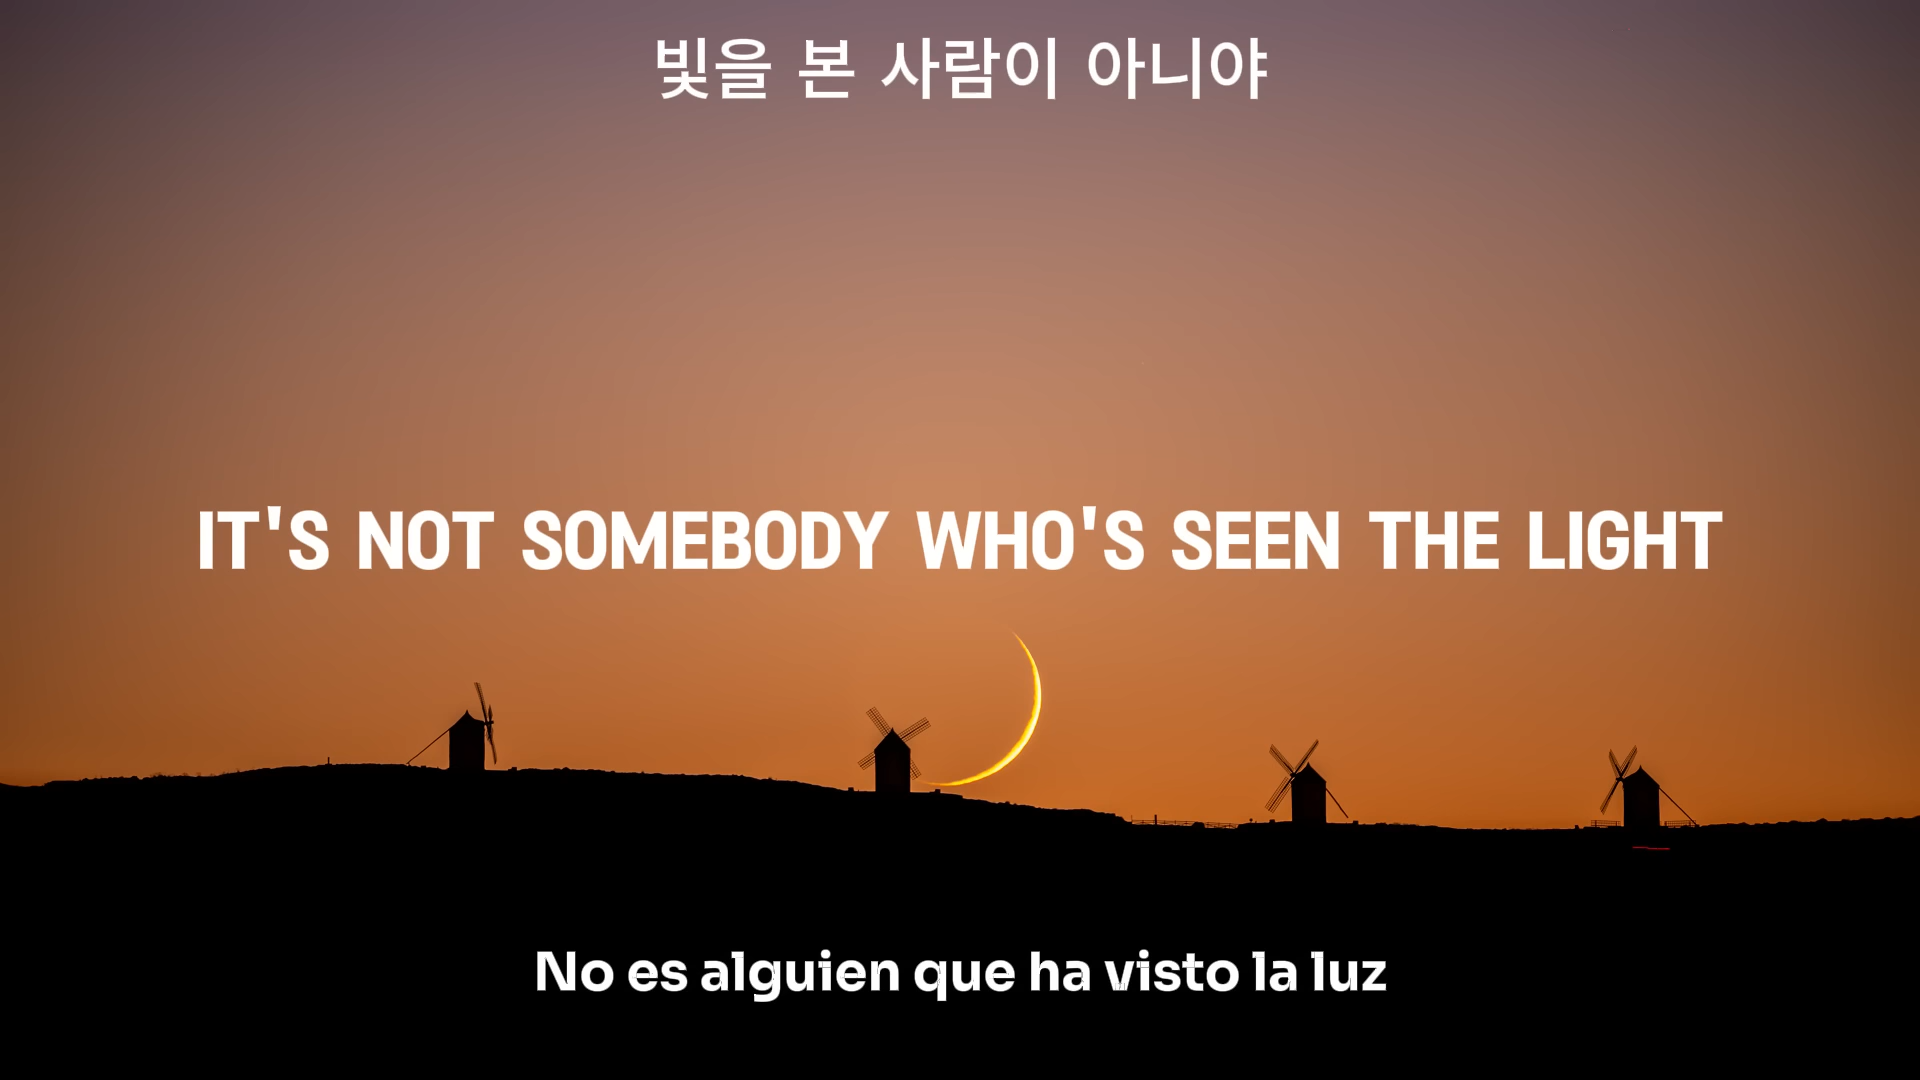 빛을 본 사람이 아니야
IT'S NOT SOMEBODY WHO'S SEEN THE LIGHT
No es alguien que ha visto la luz